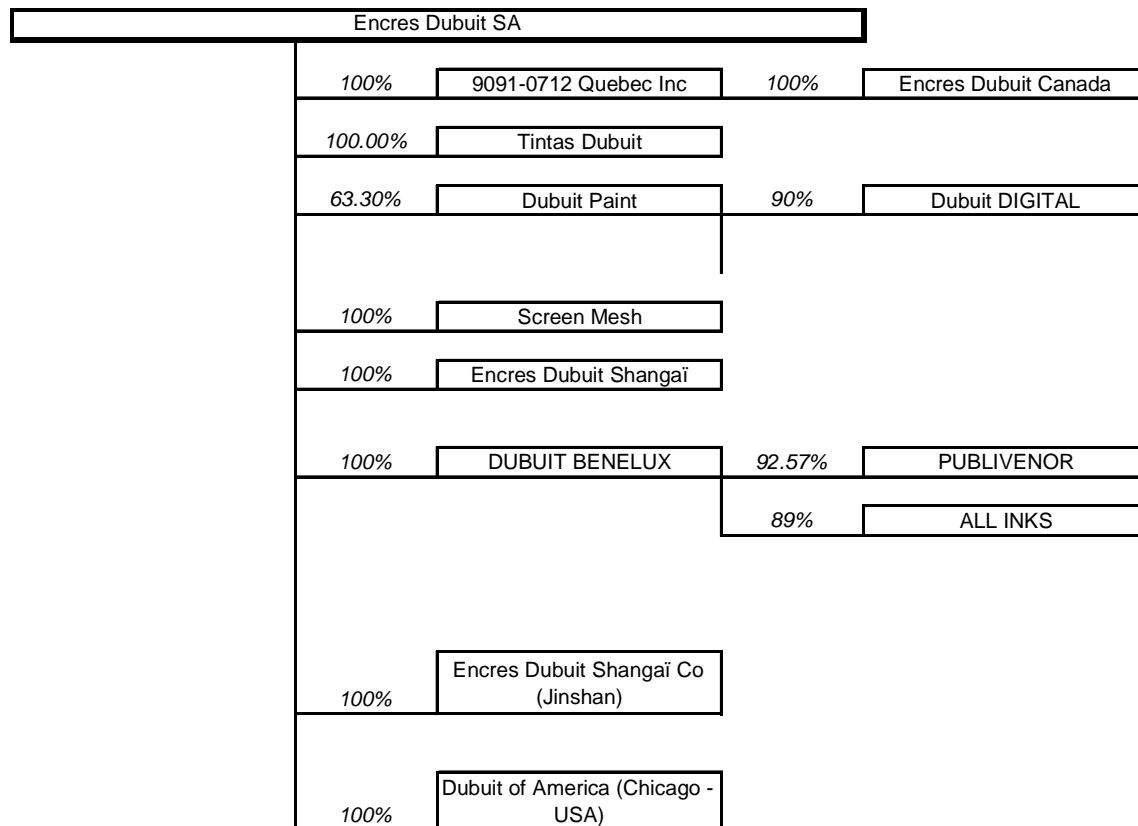 Encres Dubuit SA
100% 9091-0712 Quebec Inc 100% Encres Dubuit Canada
100.00% Tintas Dubuit
63.30% Dubuit Paint 90% Dubuit DIGITAL
100% Screen Mesh
100% Encres Dubuit Shangaï
100% DUBUIT BENELUX 92.57% PUBLIVENOR
89% ALL INKS
Encres Dubuit Shangaï Co
(Jinshan)
100%
Dubuit of America (Chicago -
USA)
100%